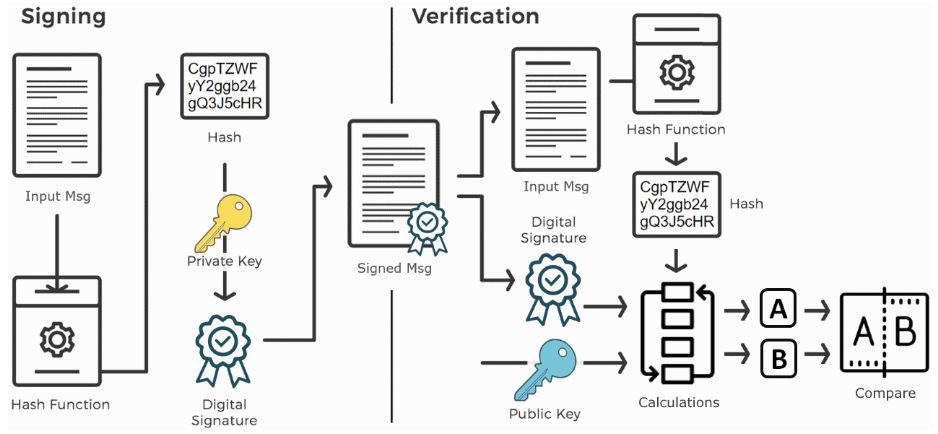 Signing
Input Msg
Hash Function
CgpTZWF
yY2ggb24
gQ3J5cHR
Hash
Private Key
Digital
Signature
Signed Msg
Verification
Input Msg
Hash Function
CgpTZWF
yY2ggb24
gQ3J5cHR
Hash
Digital
Signature
Public Key
Calculations
A
B
A B
Compare